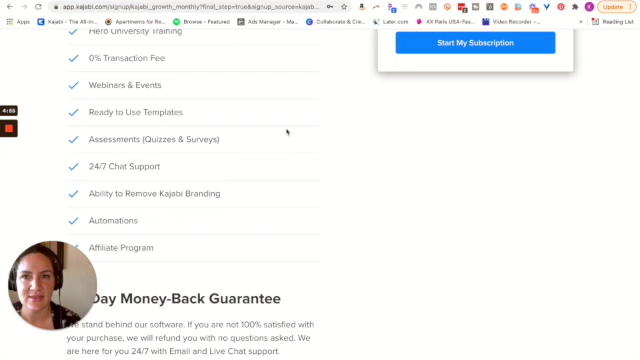 app.kajabi.com/signup/kajabi_growth_monthly?final_step=true&signup_source=kajab...
Update
Apps
Kajabi - The All-in...
Apartments for Re...
Browse - Featured
Ads Manager - Ma...
Collaborate & Creat...
Later.com
AX Paris USA-Fas...
Video Recorder –...
Reading List
Hero University Training
Start My Subscription
0% Transaction Fee
Webinars & Events
Ready to Use Templates
Assessments (Quizzes & Surveys)
24/7 Chat Support
Ability to Remove Kajabi Branding
Automations
Affiliate Program
Day Money-Back Guarantee
We stand behind our software. If you are not 100% satisfied with
your purchase, we will refund you with no questions asked. We
are here for you 24/7 with Email and Live Chat support.